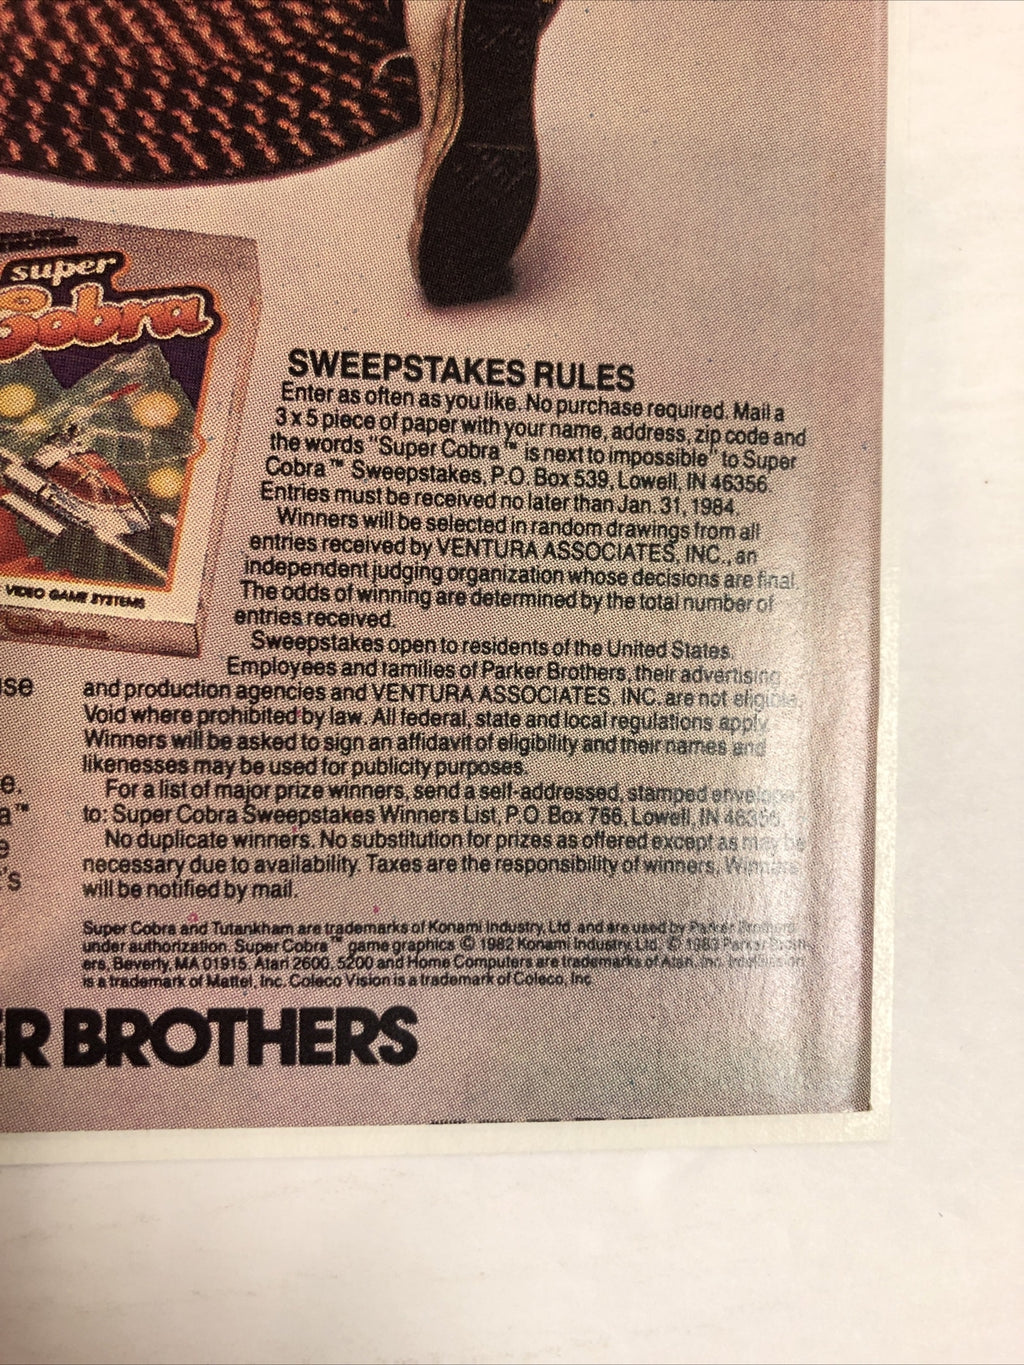 super
Cobra
VIDEO GAME SYSTEMS
SWEEPSTAKES RULES
Enter as often as you like. No purchase required. Mail a
3 x 5 piece of paper with your name, address, zip code and
the words "Super Cobra™ is next to impossible" to Super
Cobra™ Sweepstakes, P.O. Box 539, Lowell, IN 46356.
Entries must be received no later than Jan. 31, 1984.
Winners will be selected in random drawings from all
entries received by VENTURA ASSOCIATES, INC., an
independent judging organization whose decisions are final.
The odds of winning are determined by the total number of
entries received.
Sweepstakes open to residents of the United States.
Employees and families of Parker Brothers, their advertising
and production agencies and VENTURA ASSOCIATES, INC. are not eligible.
Void where prohibited by law. All federal, state and local regulations apply.
Winners will be asked to sign an affidavit of eligibility and their names and
likenesses may be used for publicity purposes.
For a list of major prize winners, send a self-addressed, stamped envelope
to: Super Cobra Sweepstakes Winners List, P.O. Box 766, Lowell, IN 46356.
No duplicate winners. No substitution for prizes as offered except as may be
necessary due to availability. Taxes are the responsibility of winners. Winners
will be notified by mail.
Super Cobra and Tutankham are trademarks of Konami Industry, Ltd. and are used by Parker Brothers
under authorization. Super Cobra™ game graphics © 1982 Konami Industry, Ltd. © 1983 Parker Broth-
ers, Beverly, MA 01915. Atari 2600, 5200 and Home Computers are trademarks of Atari, Inc. Intellivision
is a trademark of Mattel, Inc. Coleco Vision is a trademark of Coleco, Inc.
ER BROTHERS